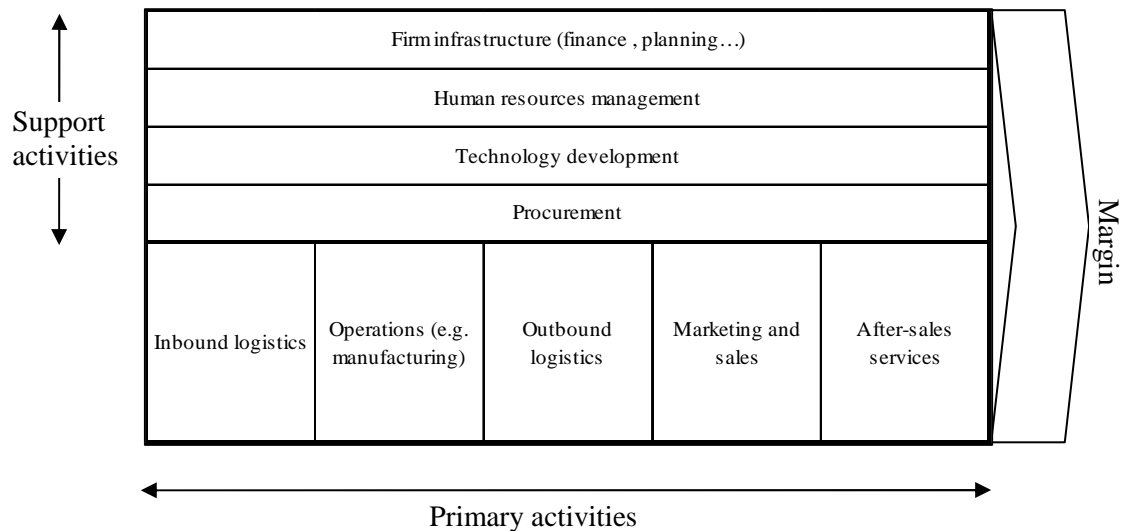 Firm infrastructure (finance , planning…)
Human resources management
Support
activities
Technology development
Procurement
Margin
Inbound logistics
Operations (e.g.
manufacturing)
Outbound
logistics
Marketing and
sales
After-sales
services
Primary activities